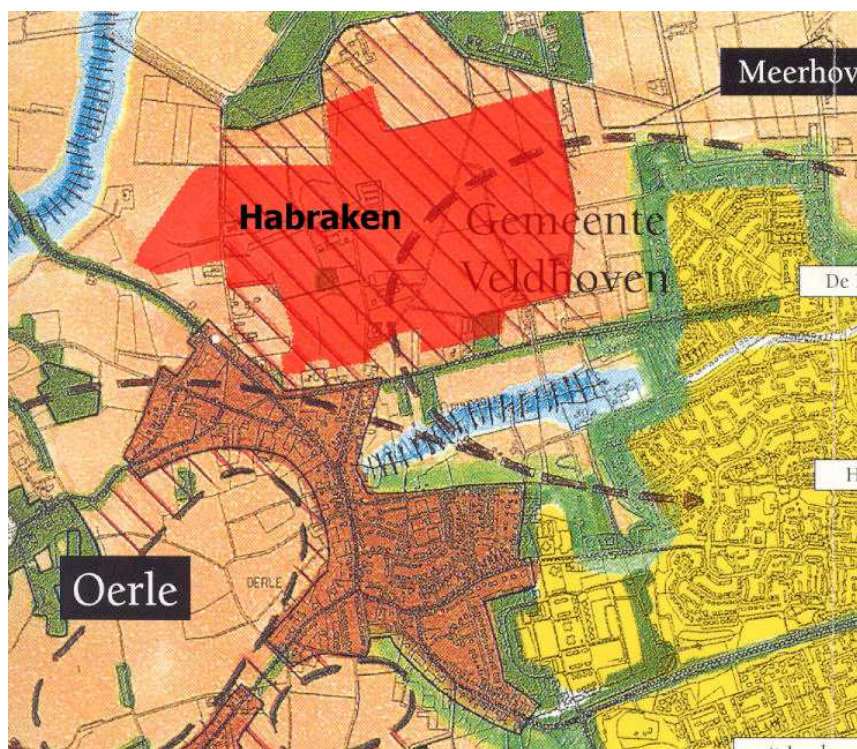 Meerhov
Habraken
Gemeente
Veldhoven
De
H
Oerle
OERLE